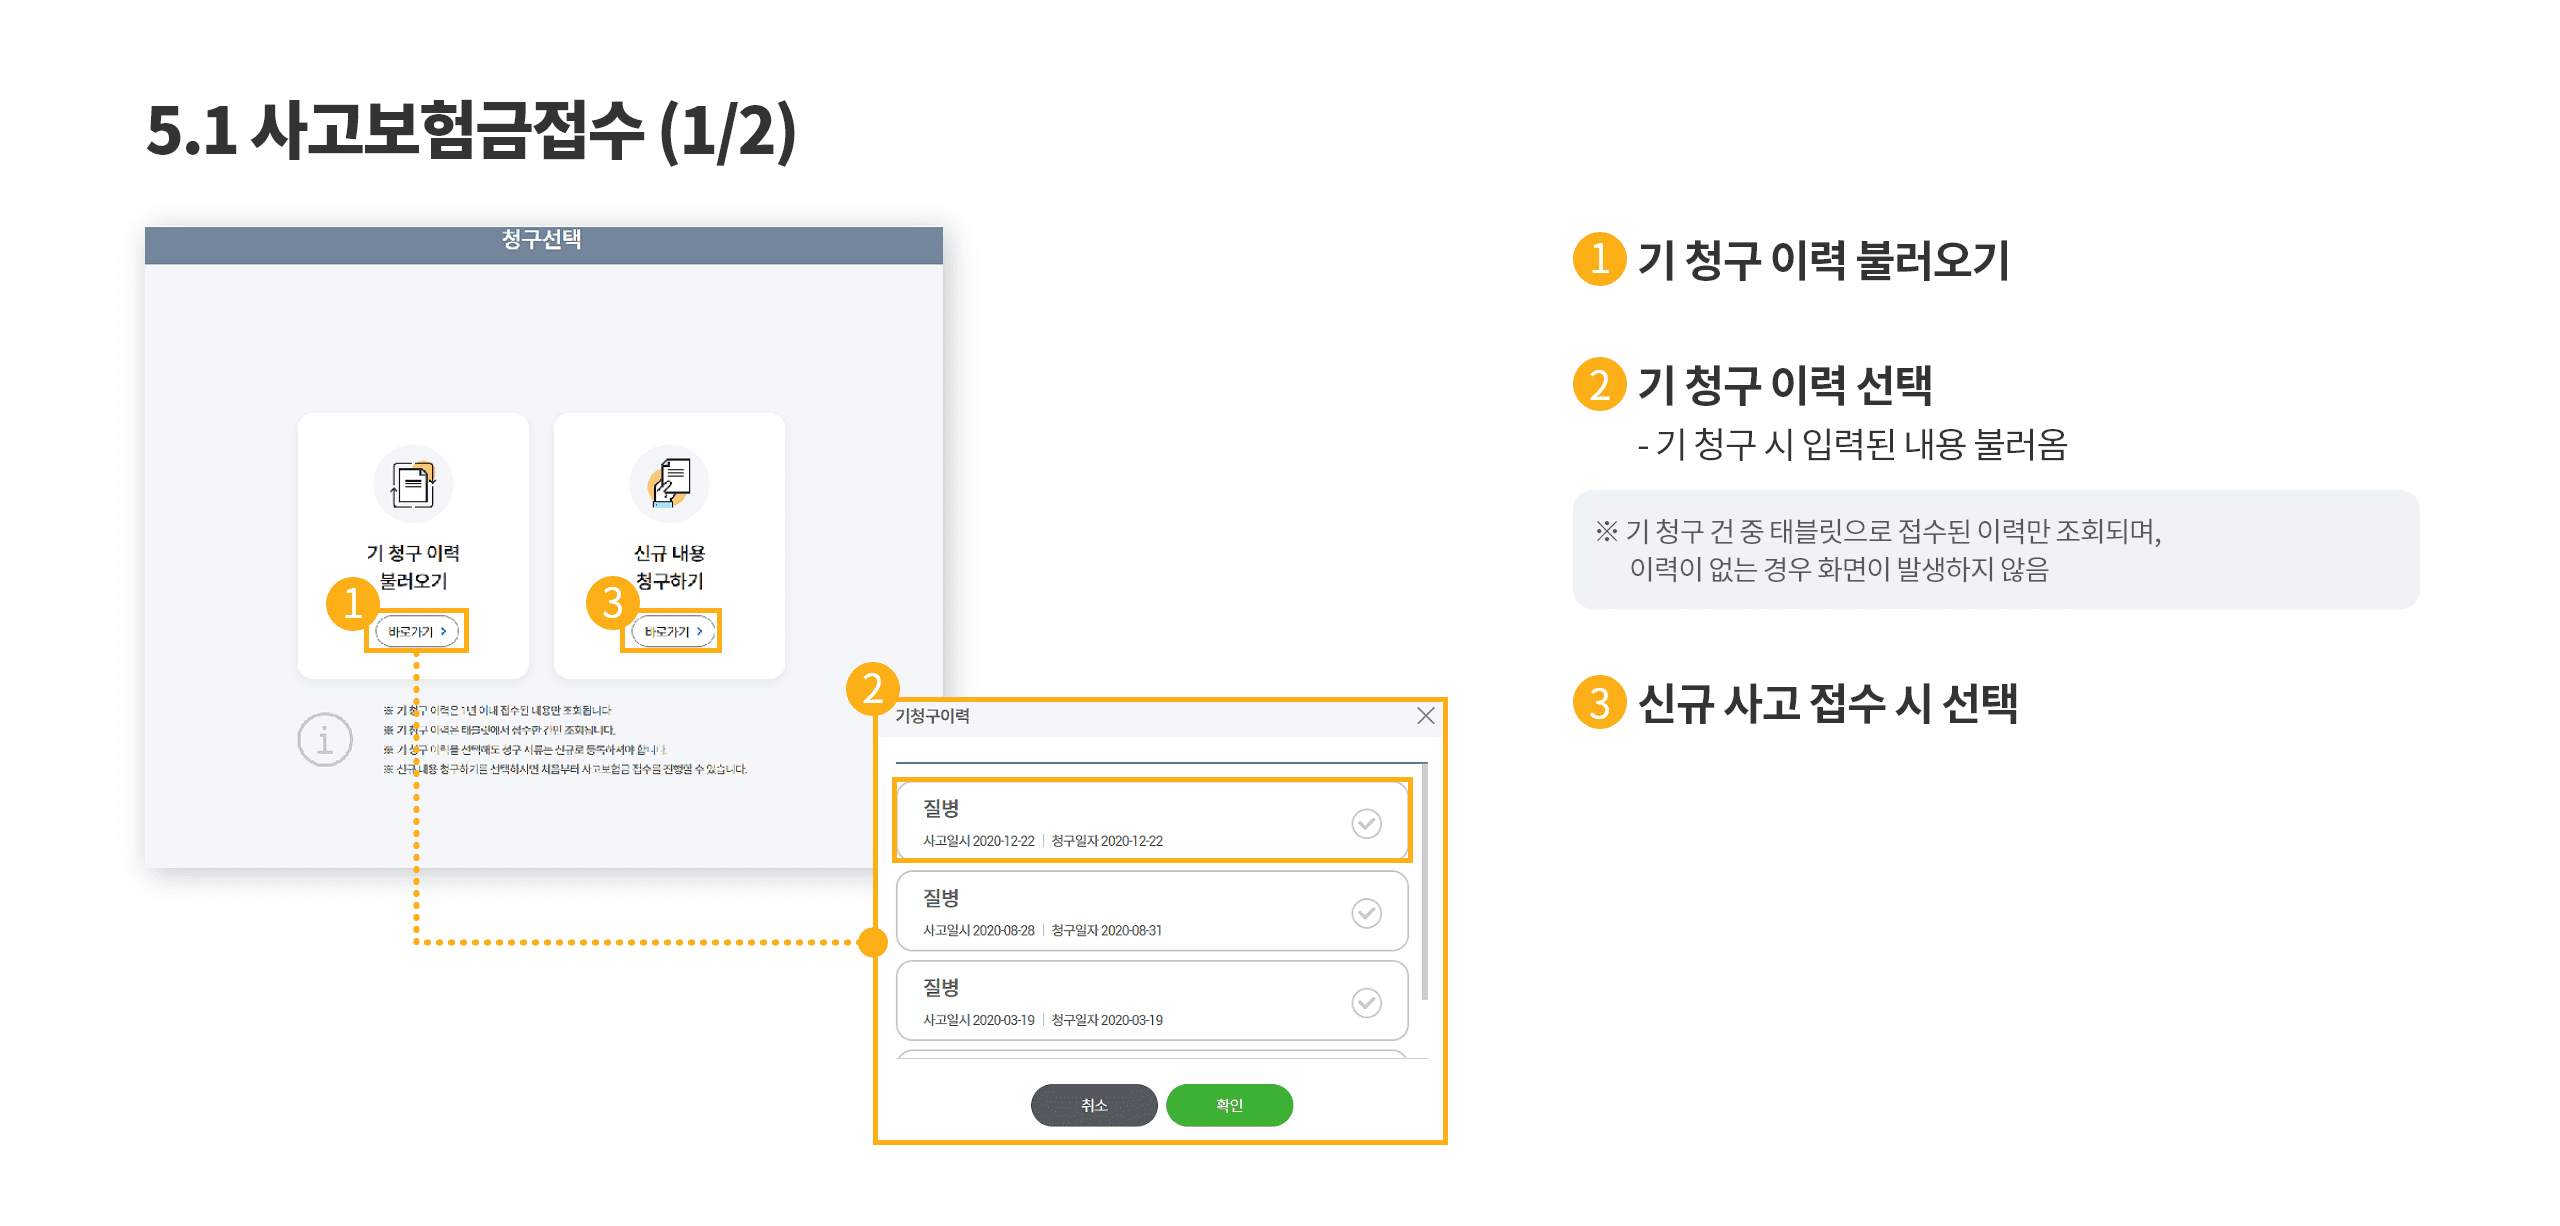 5.1 사고보험금접수 (1/2)
청구선택
기 청구 이력
불러오기
1
바로가기 >
신규 내용
청구하기
3
바로가기 >
i
※ 기 청구 이력은 1년 이내 접수된 내용만 조회됩니다.
※ 기 청구 이력은 태블릿에서 접수한 건만 조회됩니다.
※ 기 청구 이력을 선택해도 청구 서류는 신규로 등록하셔야 합니다.
※ 신규 내용 청구하기를 선택하시면 처음부터 사고보험금 접수를 진행할 수 있습니다.
2
기청구이력
질병
사고일시 2020-12-22 | 청구일자 2020-12-22
질병
사고일시 2020-08-28 | 청구일자 2020-08-31
질병
사고일시 2020-03-19 | 청구일자 2020-03-19
취소
확인
1 기 청구 이력 불러오기
2 기 청구 이력 선택
- 기 청구 시 입력된 내용 불러옴
※ 기 청구 건 중 태블릿으로 접수된 이력만 조회되며,
이력이 없는 경우 화면이 발생하지 않음
3 신규 사고 접수 시 선택